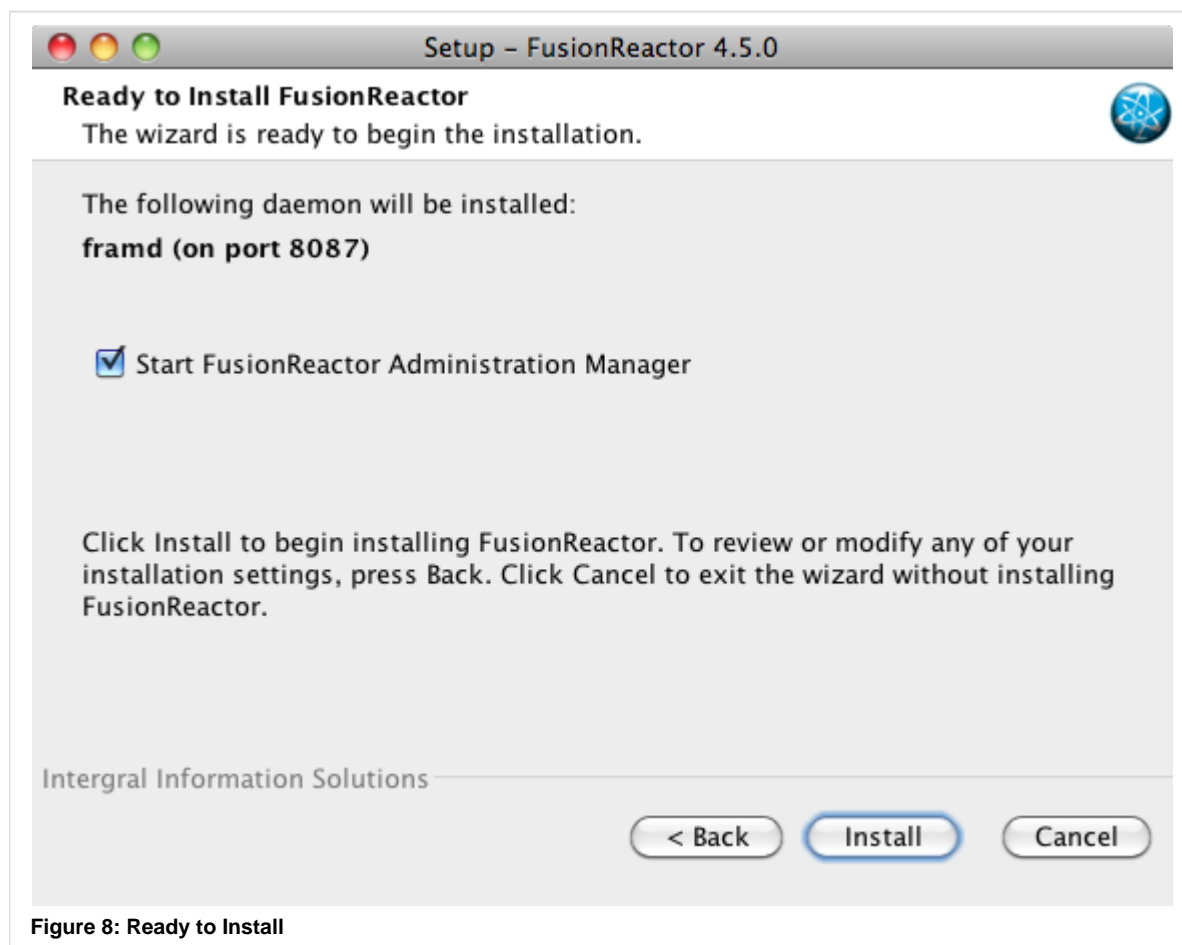 Setup – FusionReactor 4.5.0
Ready to Install FusionReactor
The wizard is ready to begin the installation.
The following daemon will be installed:
framd (on port 8087)
Start FusionReactor Administration Manager
Click Install to begin installing FusionReactor. To review or modify any of your
installation settings, press Back. Click Cancel to exit the wizard without installing
FusionReactor.
Intergral Information Solutions
< Back
Install
Cancel
Figure 8: Ready to Install